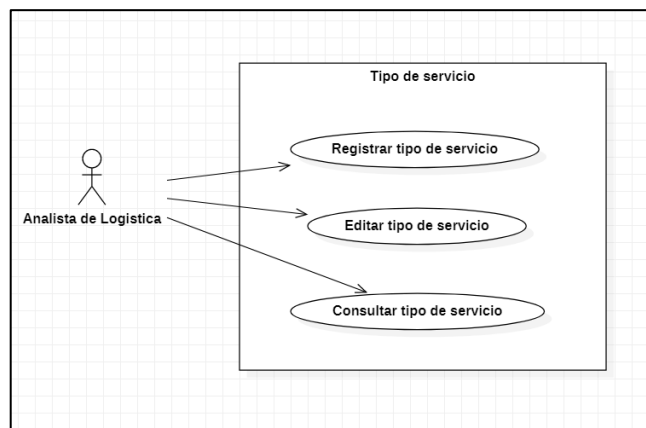 Tipo de servicio
Registrar tipo de servicio
Analista de Logistica
Editar tipo de servicio
Consultar tipo de servicio